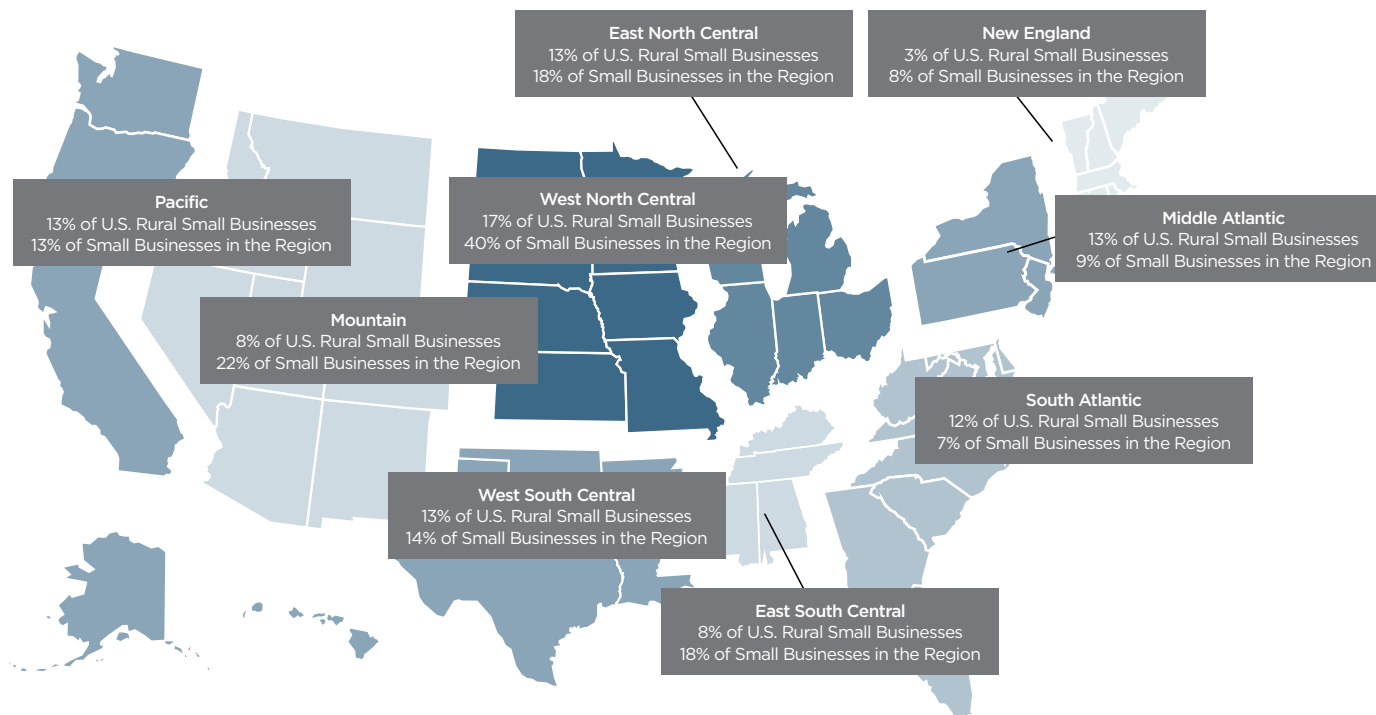 East North Central
13% of U.S. Rural Small Businesses
18% of Small Businesses in the Region
New England
3% of U.S. Rural Small Businesses
8% of Small Businesses in the Region
Pacific
13% of U.S. Rural Small Businesses
13% of Small Businesses in the Region
West North Central
17% of U.S. Rural Small Businesses
40% of Small Businesses in the Region
Middle Atlantic
13% of U.S. Rural Small Businesses
9% of Small Businesses in the Region
Mountain
8% of U.S. Rural Small Businesses
22% of Small Businesses in the Region
South Atlantic
12% of U.S. Rural Small Businesses
7% of Small Businesses in the Region
West South Central
13% of U.S. Rural Small Businesses
14% of Small Businesses in the Region
East South Central
8% of U.S. Rural Small Businesses
18% of Small Businesses in the Region